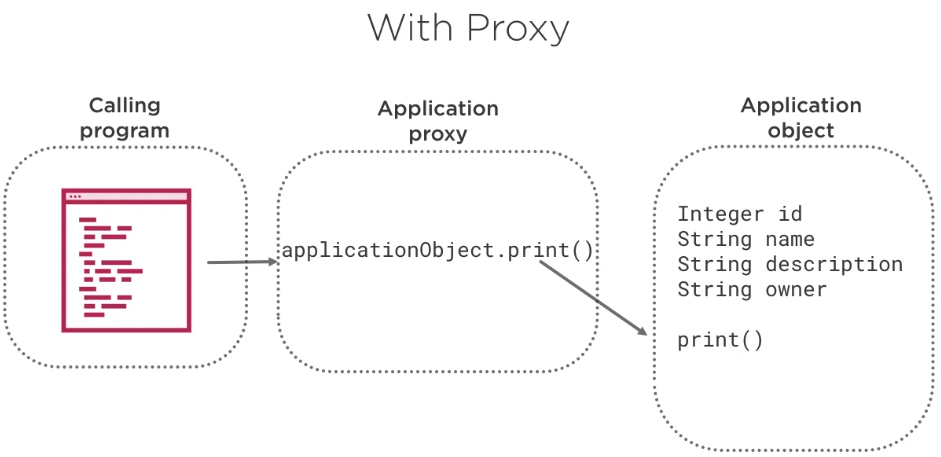 With Proxy
Calling
program
Application
proxy
Application
object
applicationObject.print()
Integer id
String name
String description
String owner
print()